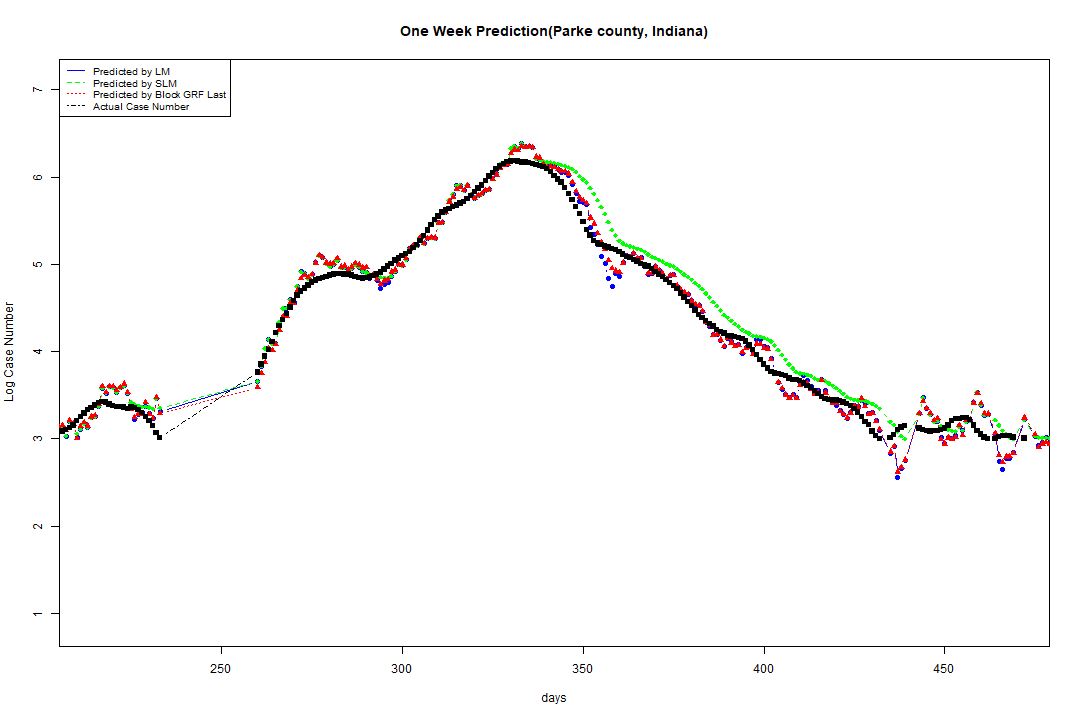 One Week Prediction(Parke county, Indiana)
Predicted by LM
Predicted by SLM
Predicted by Block GRF Last
Actual Case Number
7
6
5
4
3
2
1
Log Case Number
250
300
350
400
450
days